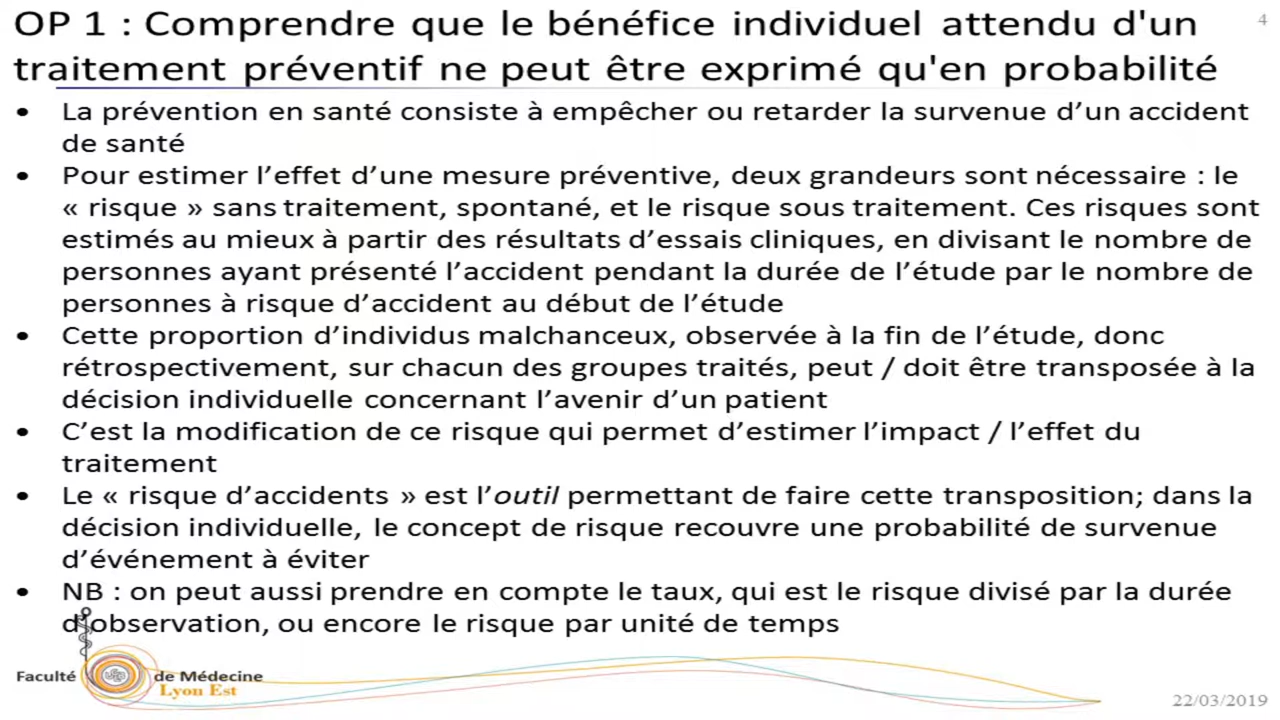 OP 1 : Comprendre que le bénéfice individuel attendu d'un
4
traitement préventif ne peut être exprimé qu'en probabilité
• La prévention en santé consiste à empêcher ou retarder la survenue d’un accident
de santé
• Pour estimer l’effet d’une mesure préventive, deux grandeurs sont nécessaire : le
« risque » sans traitement, spontané, et le risque sous traitement. Ces risques sont
estimés au mieux à partir des résultats d’essais cliniques, en divisant le nombre de
personnes ayant présenté l’accident pendant la durée de l’étude par le nombre de
personnes à risque d’accident au début de l’étude
• Cette proportion d’individus malchanceux, observée à la fin de l’étude, donc
rétrospectivement, sur chacun des groupes traités, peut / doit être transposée à la
décision individuelle concernant l’avenir d’un patient
• C’est la modification de ce risque qui permet d’estimer l’impact / l’effet du
traitement
• Le « risque d’accidents » est l’outil permettant de faire cette transposition; dans la
décision individuelle, le concept de risque recouvre une probabilité de survenue
d’événement à éviter
• NB : on peut aussi prendre en compte le taux, qui est le risque divisé par la durée
d’observation, ou encore le risque par unité de temps
Faculté de Médecine
Lyon Est
22/03/2019